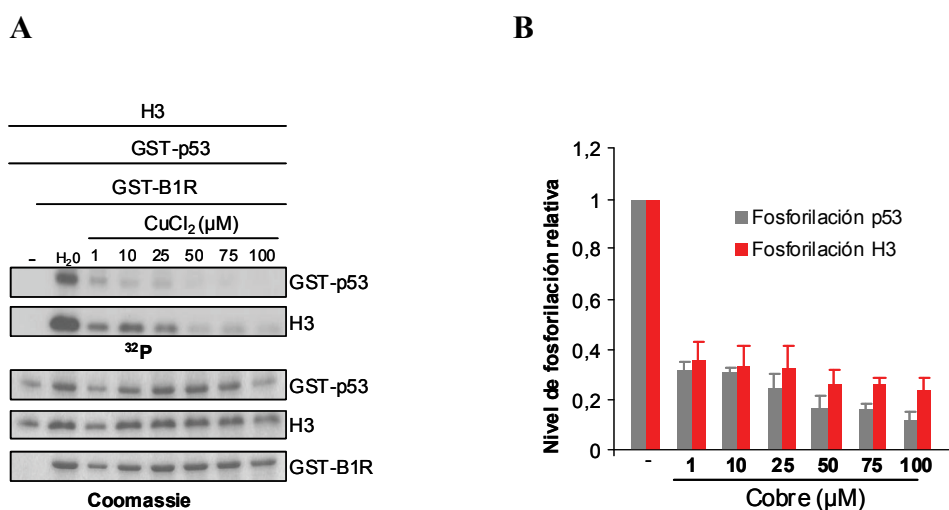 A
H3
GST-p53
GST-B1R
CuCl2 (µM)
- H20 1 10 25 50 75 100
GST-p53
H3
32P
GST-p53
H3
GST-B1R
Coomassie
B
Nivel de fosforilación relativa
1,2
1
0,8
0,6
0,4
0,2
0
Fosforilación p53
Fosforilación H3
- 1 10 25 50 75 100
Cobre (µM)